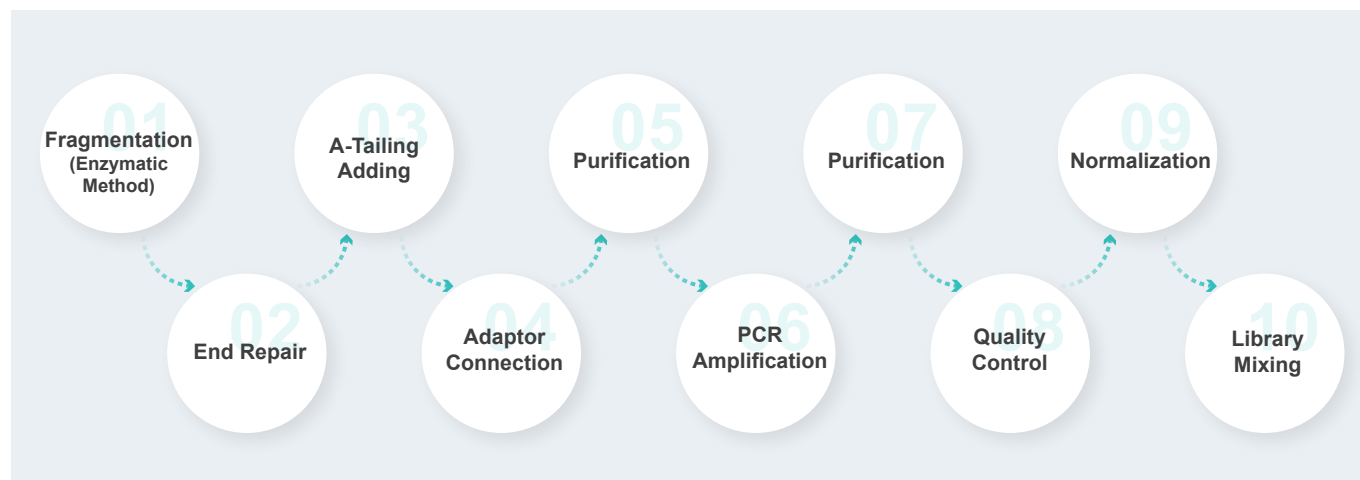 01
Fragmentation
(Enzymatic
Method)
02
End Repair
03
A-Tailing
Adding
04
Adaptor
Connection
05
Purification
06
PCR
Amplification
07
Purification
08
Quality
Control
09
Normalization
10
Library
Mixing